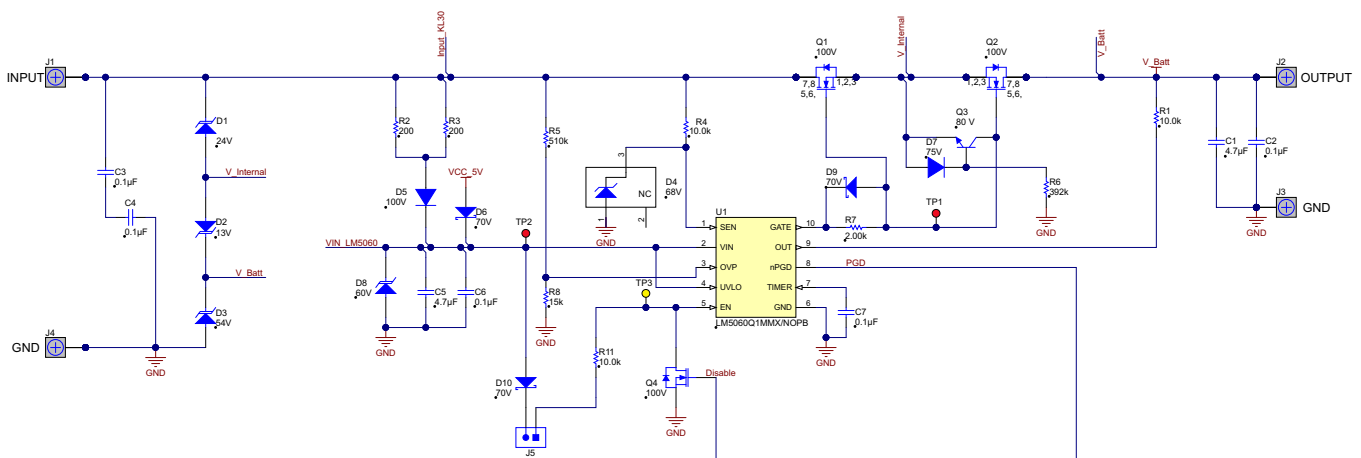 J1
INPUT
Input_KL30
Q1
100V
7,8
5,6,
1,2,3
V_Internal
Q2
100V
1,2,3
7,8
5,6,
V_Batt
V_Batt
J2
OUTPUT
D1
24V
R2
200
R3
200
R5
510k
R4
10.0k
Q3
80 V
R1
10.0k
C3
0.1µF
V_Internal
VCC_5V
3
NC
D4
68V
1
2
GND
D7
75V
C1
4.7µF
C2
0.1µF
C4
0.1µF
D5
100V
D6
70V
D9
70V
R6
392k
GND
J3
GND
GND
D2
13V
TP2
U1
TP1
R7
2.00k
VIN_LM5060
1
SEN
GATE
10
2
VIN
OUT
9
3
OVP
nPGD
8
PGD
4
UVLO
TIMER
7
5
EN
GND
6
LM5060Q1MMX/NOPB
V_Batt
D8
60V
C5
4.7µF
C6
0.1µF
TP3
R8
15k
C7
0.1µF
D3
54V
J4
GND
GND
GND
GND
GND
R11
10.0k
D10
70V
Q4
100V
Disable
GND
J5